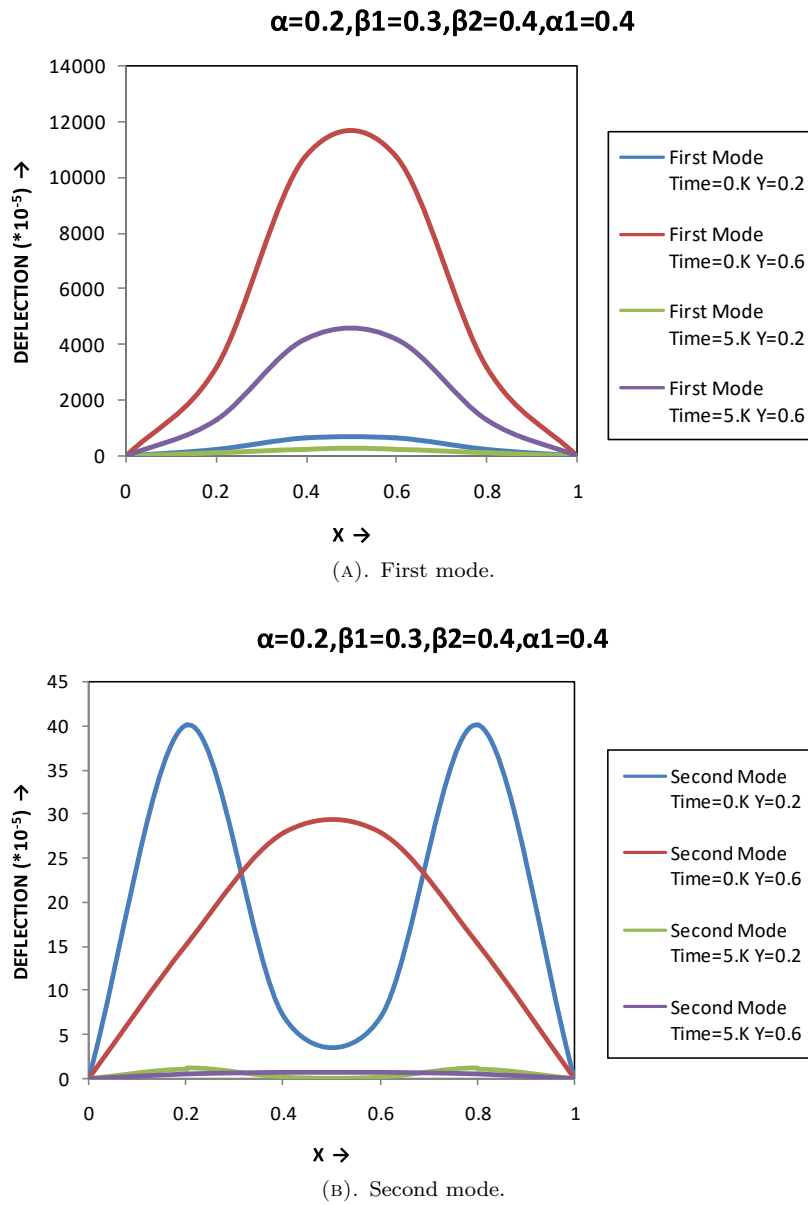 α=0.2,β1=0.3,β2=0.4,α1=0.4
14000
12000
10000
8000
6000
4000
2000
0
DEFLECTION (*10⁻⁵) →
0 0.2 0.4 0.6 0.8 1
X →
First Mode
Time=0.K Y=0.2
First Mode
Time=0.K Y=0.6
First Mode
Time=5.K Y=0.2
First Mode
Time=5.K Y=0.6
(A). First mode.
α=0.2,β1=0.3,β2=0.4,α1=0.4
45
40
35
30
25
20
15
10
5
0
DEFLECTION (*10⁻⁵) →
0 0.2 0.4 0.6 0.8 1
X →
Second Mode
Time=0.K Y=0.2
Second Mode
Time=0.K Y=0.6
Second Mode
Time=5.K Y=0.2
Second Mode
Time=5.K Y=0.6
(B). Second mode.